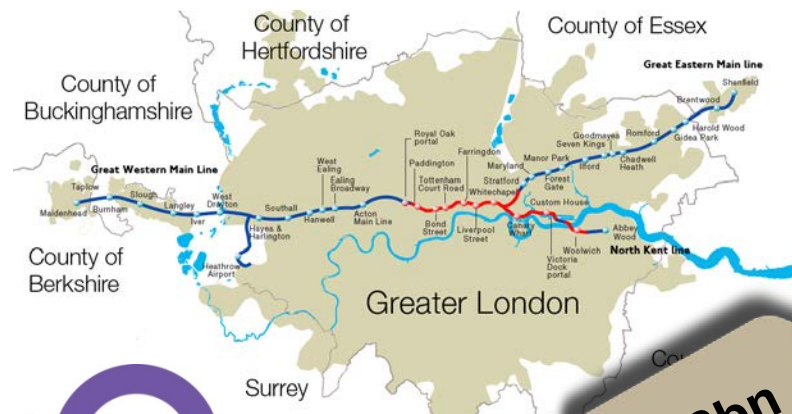 County of
Hertfordshire
County of Essex
Great Eastern Main line
Shenfield
County of
Buckinghamshire
Brentwood
Harold Wood
Gidea Park
Romford
Chadwell
Heath
Goodmayes
Seven Kings
Ilford
Manor Park
Forest
Gate
Maryland
Stratford
Royal Oak
portal
Paddington
Farringdon
Tottenham
Court Road
Whitechapel
West
Ealing
Ealing
Broadway
Great Western Main Line
Taplow
Slough
Langley
West
Drayton
Southall
Maidenhead
Burnham
Iver
Hayes &
Harlington
Hanwell
Acton
Main Line
Bond
Street
Liverpool
Street
Canary
Wharf
Custom House
Victoria
Dock
portal
Woolwich
Abbey
Wood
North Kent line
Heathrow
Airport
County of
Berkshire
Greater London
Surrey